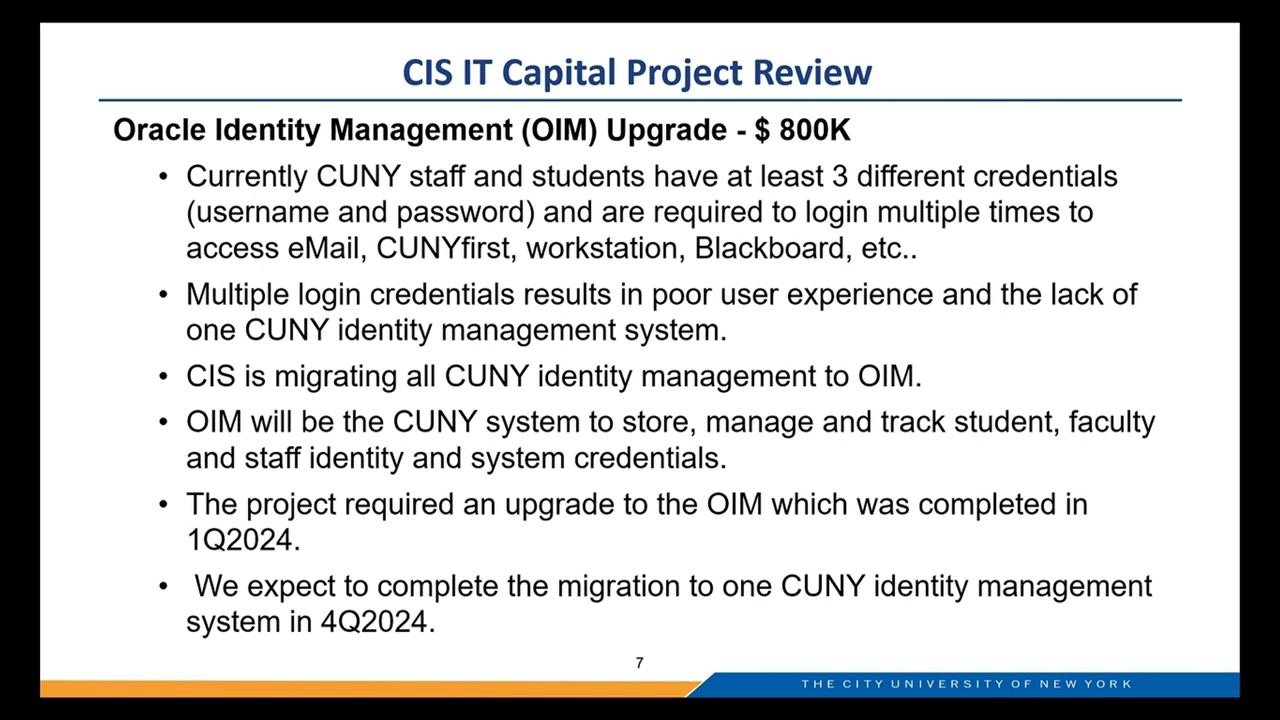 CIS IT Capital Project Review
Oracle Identity Management (OIM) Upgrade - $ 800K
• Currently CUNY staff and students have at least 3 different credentials
(username and password) and are required to login multiple times to
access eMail, CUNYfirst, workstation, Blackboard, etc..
• Multiple login credentials results in poor user experience and the lack of
one CUNY identity management system.
• CIS is migrating all CUNY identity management to OIM.
• OIM will be the CUNY system to store, manage and track student, faculty
and staff identity and system credentials.
• The project required an upgrade to the OIM which was completed in
1Q2024.
• We expect to complete the migration to one CUNY identity management
system in 4Q2024.
7
THE CITY UNIVERSITY OF NEW YORK